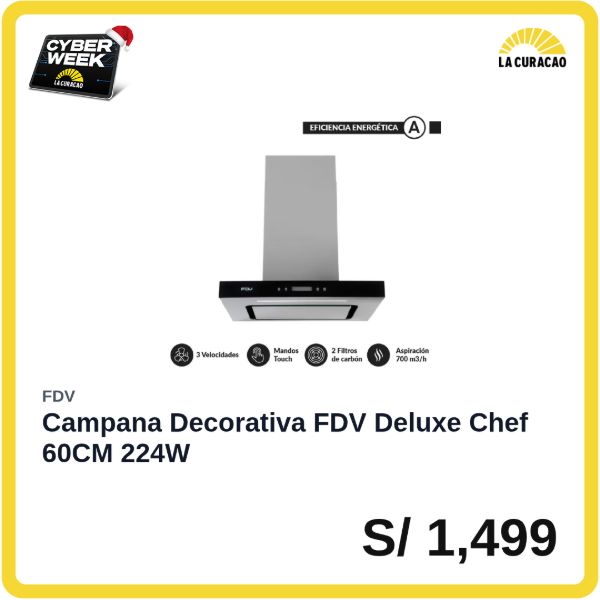 CYBER
WEEK
LA CURACAO
LA CURACAO
EFICIENCIA ENERGÉTICA A
FDV
3 Velocidades
Mandos
Touch
2 Filtros
de carbón
Aspiración
700 m3/h
FDV
Campana Decorativa FDV Deluxe Chef
60CM 224W
S/ 1,499